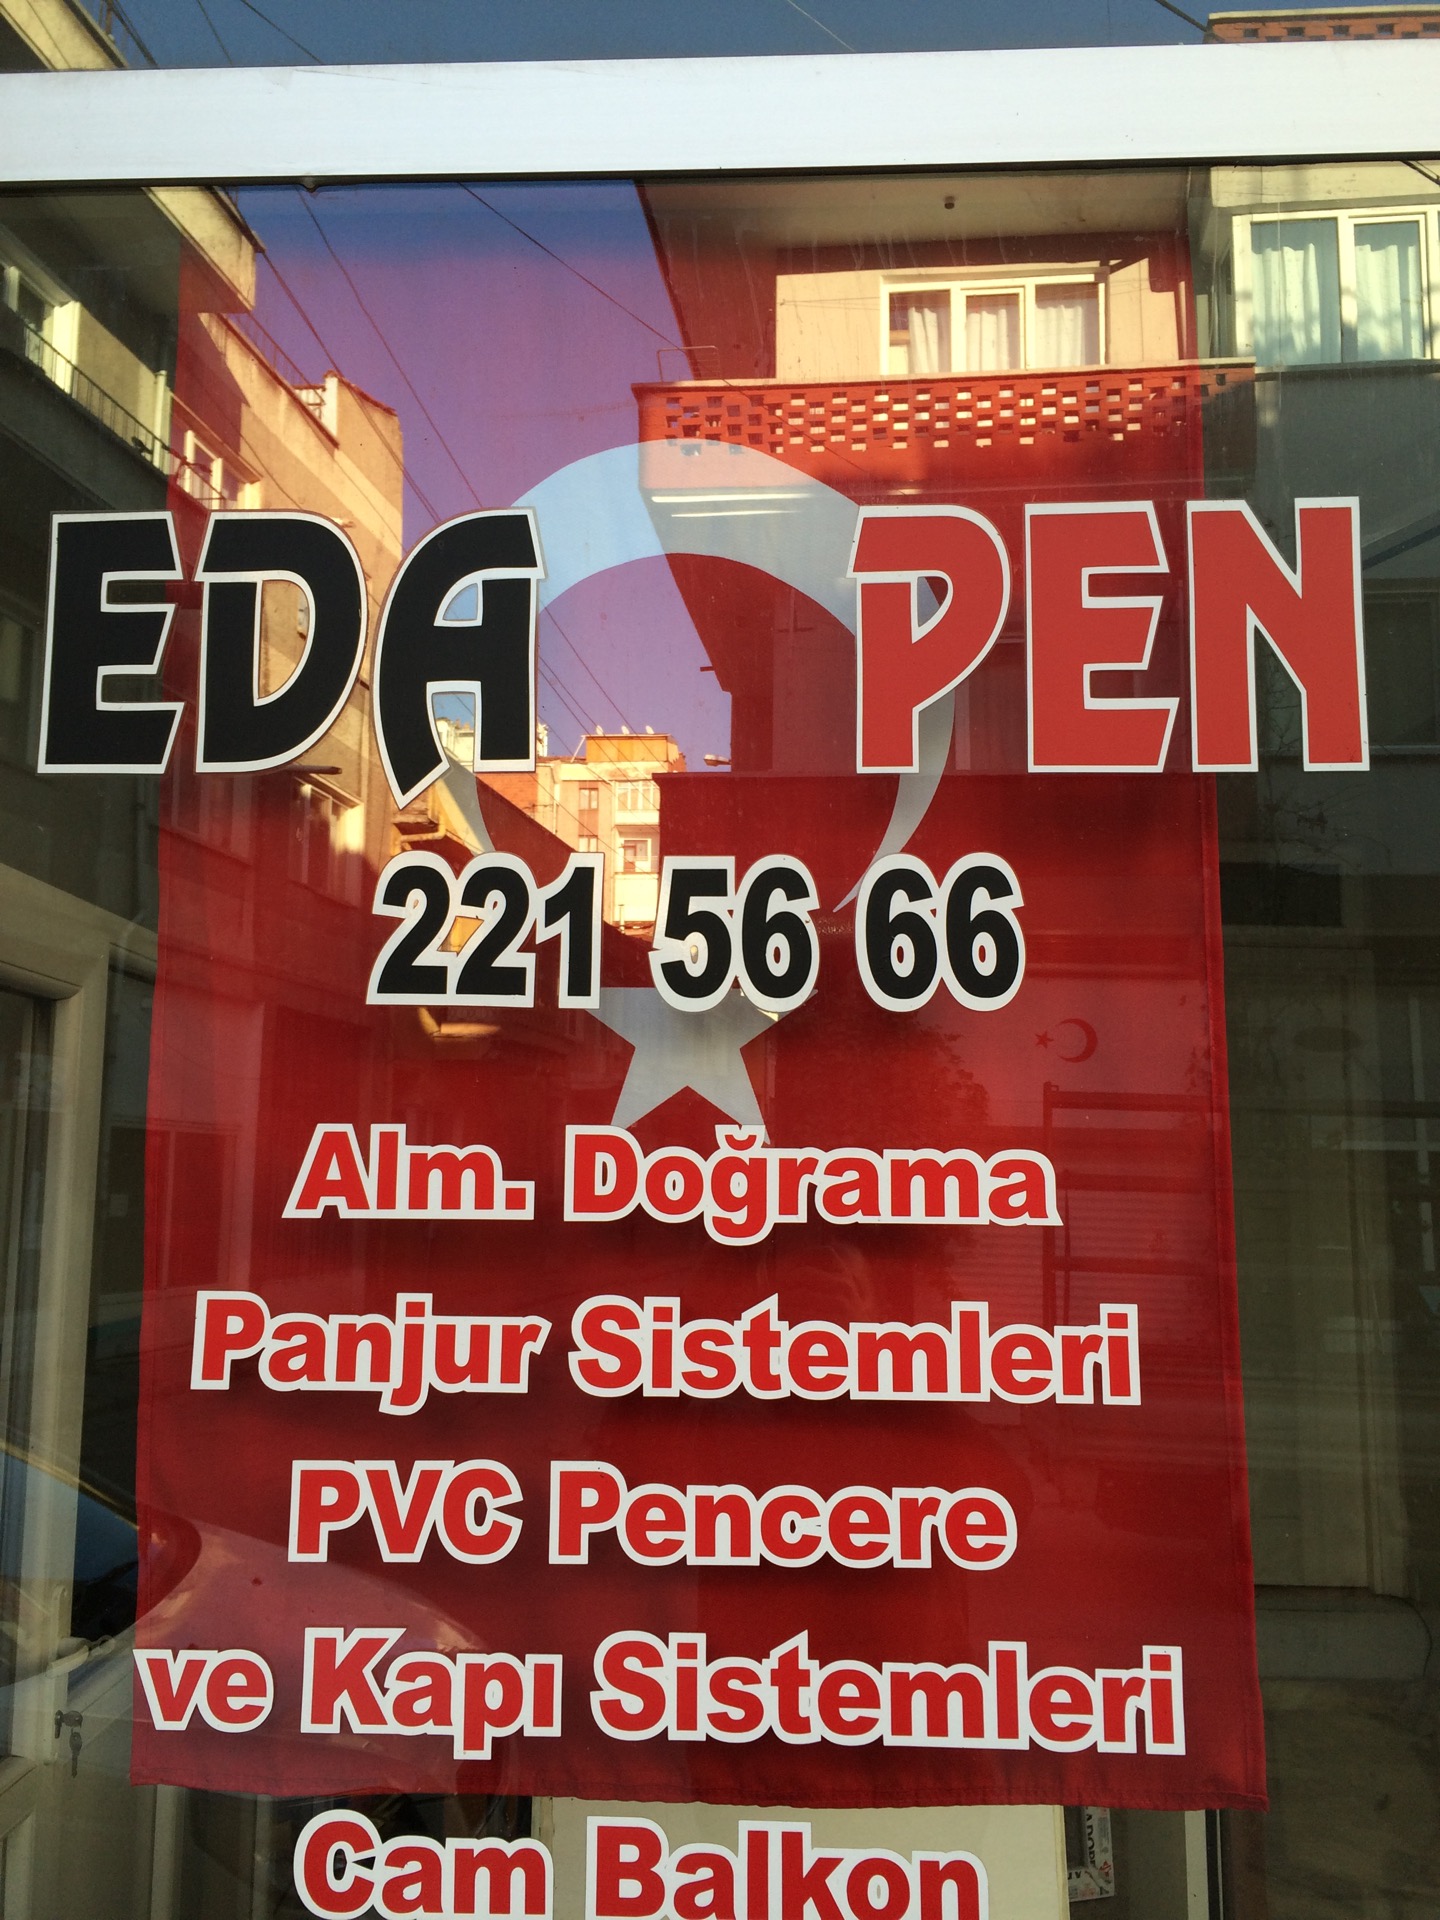 EDA PEN
221 56 66
Alm. Doğrama
Panjur Sistemleri
PVC Pencere
ve Kapı Sistemleri
Cam Balkon